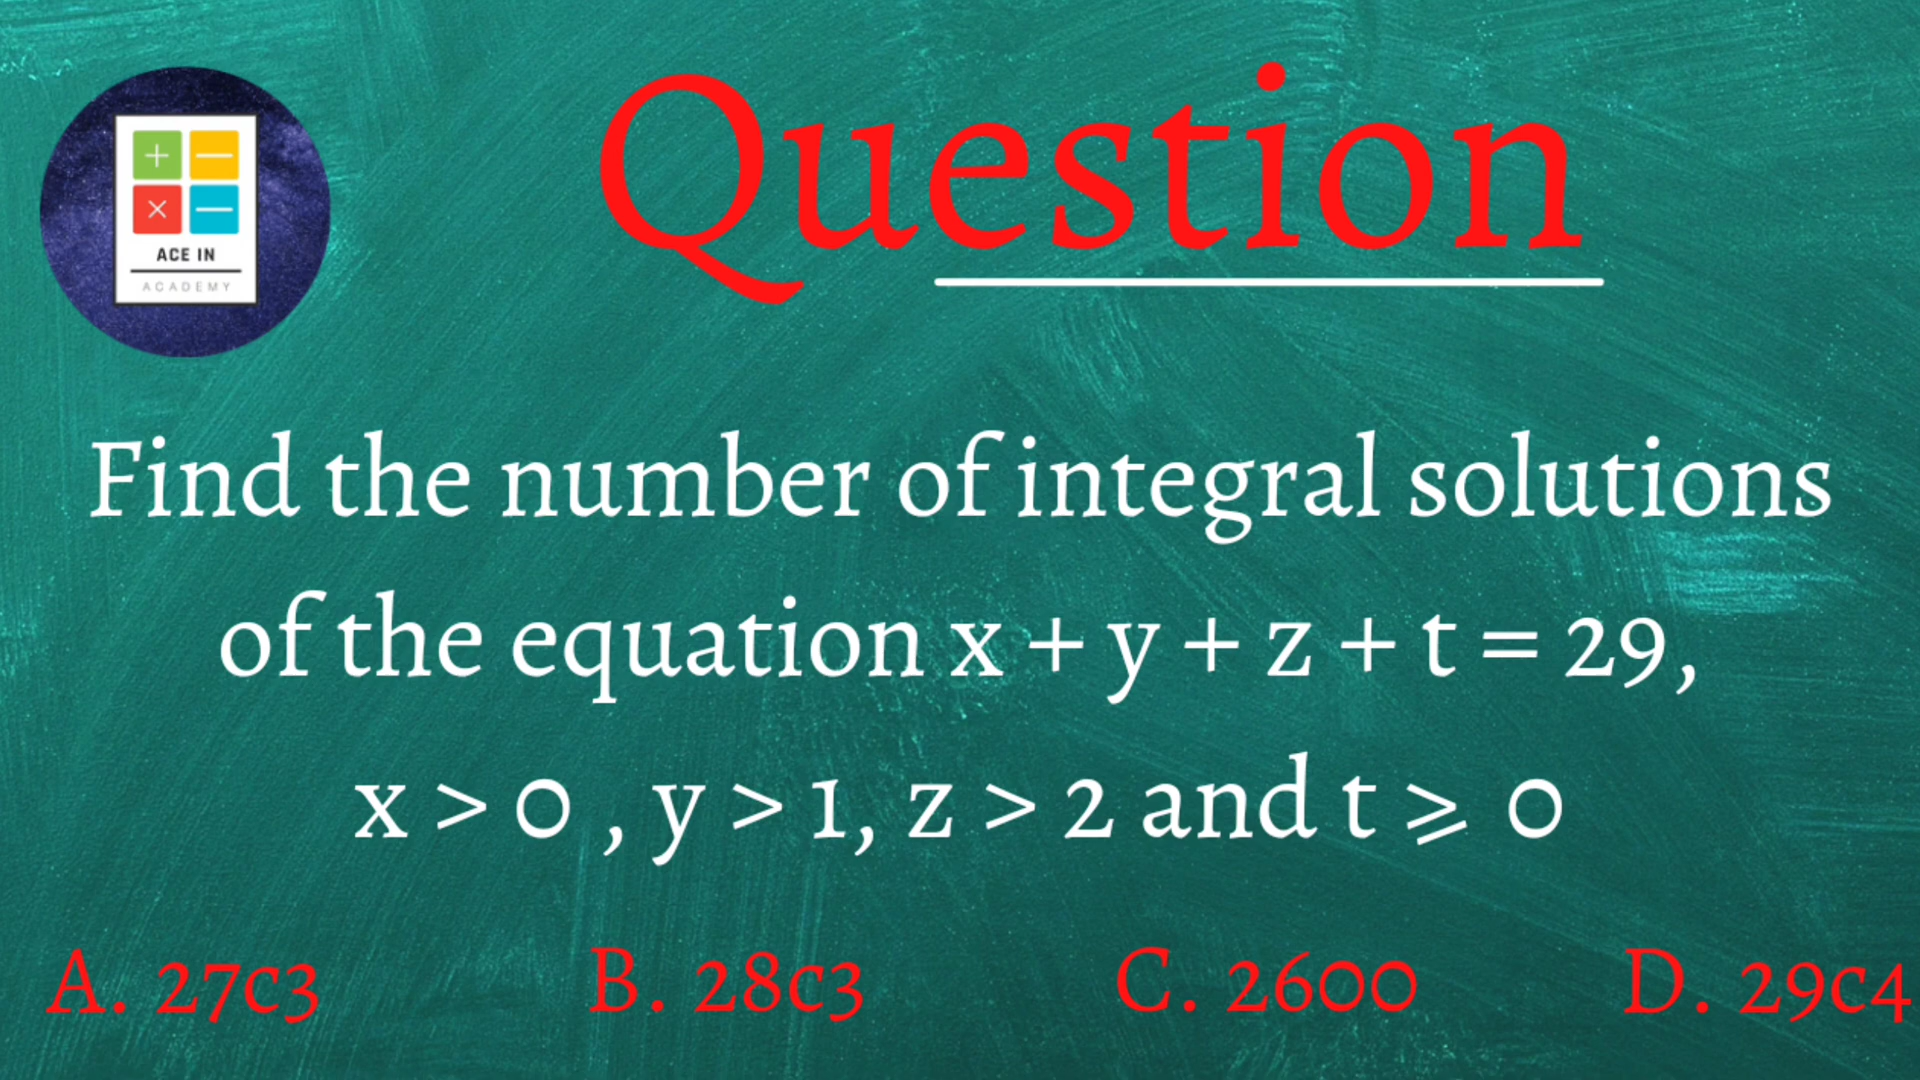 + —
× —
ACE IN
ACADEMY
Question
Find the number of integral solutions
of the equation x + y + z + t = 29,
x > 0 , y > 1, z > 2 and t ⩾ 0
A. 27c3 B. 28c3 C. 2600 D. 29c4